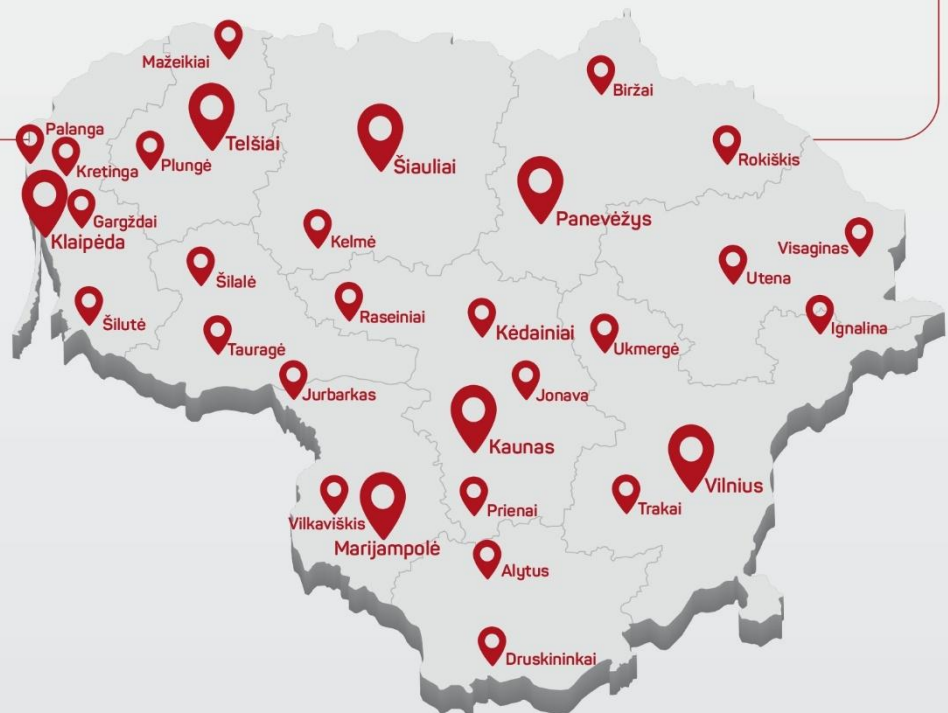 Mažeikiai
Biržai
Palanga
Telšiai
Rokiškis
Kretinga
Plungė
Šiauliai
Gargždai
Panevėžys
Klaipėda
Kelmė
Visaginas
Šilalė
Utena
Šilutė
Raseiniai
Kėdainiai
Ignalina
Tauragė
Ukmergė
Jurbarkas
Jonava
Kaunas
Vilnius
Vilkaviškis
Prienai
Trakai
Marijampolė
Alytus
Druskininkai